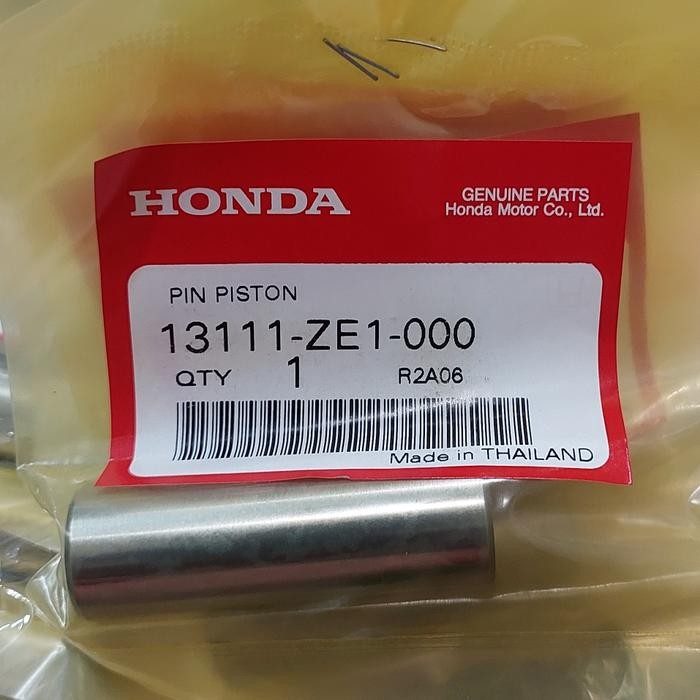 HONDA
GENUINE PARTS
Honda Motor Co., Ltd.
PIN PISTON
13111-ZE1-000
QTY 1 R2A06
Made in THAILAND